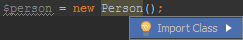 $person = new Person();
Import Class